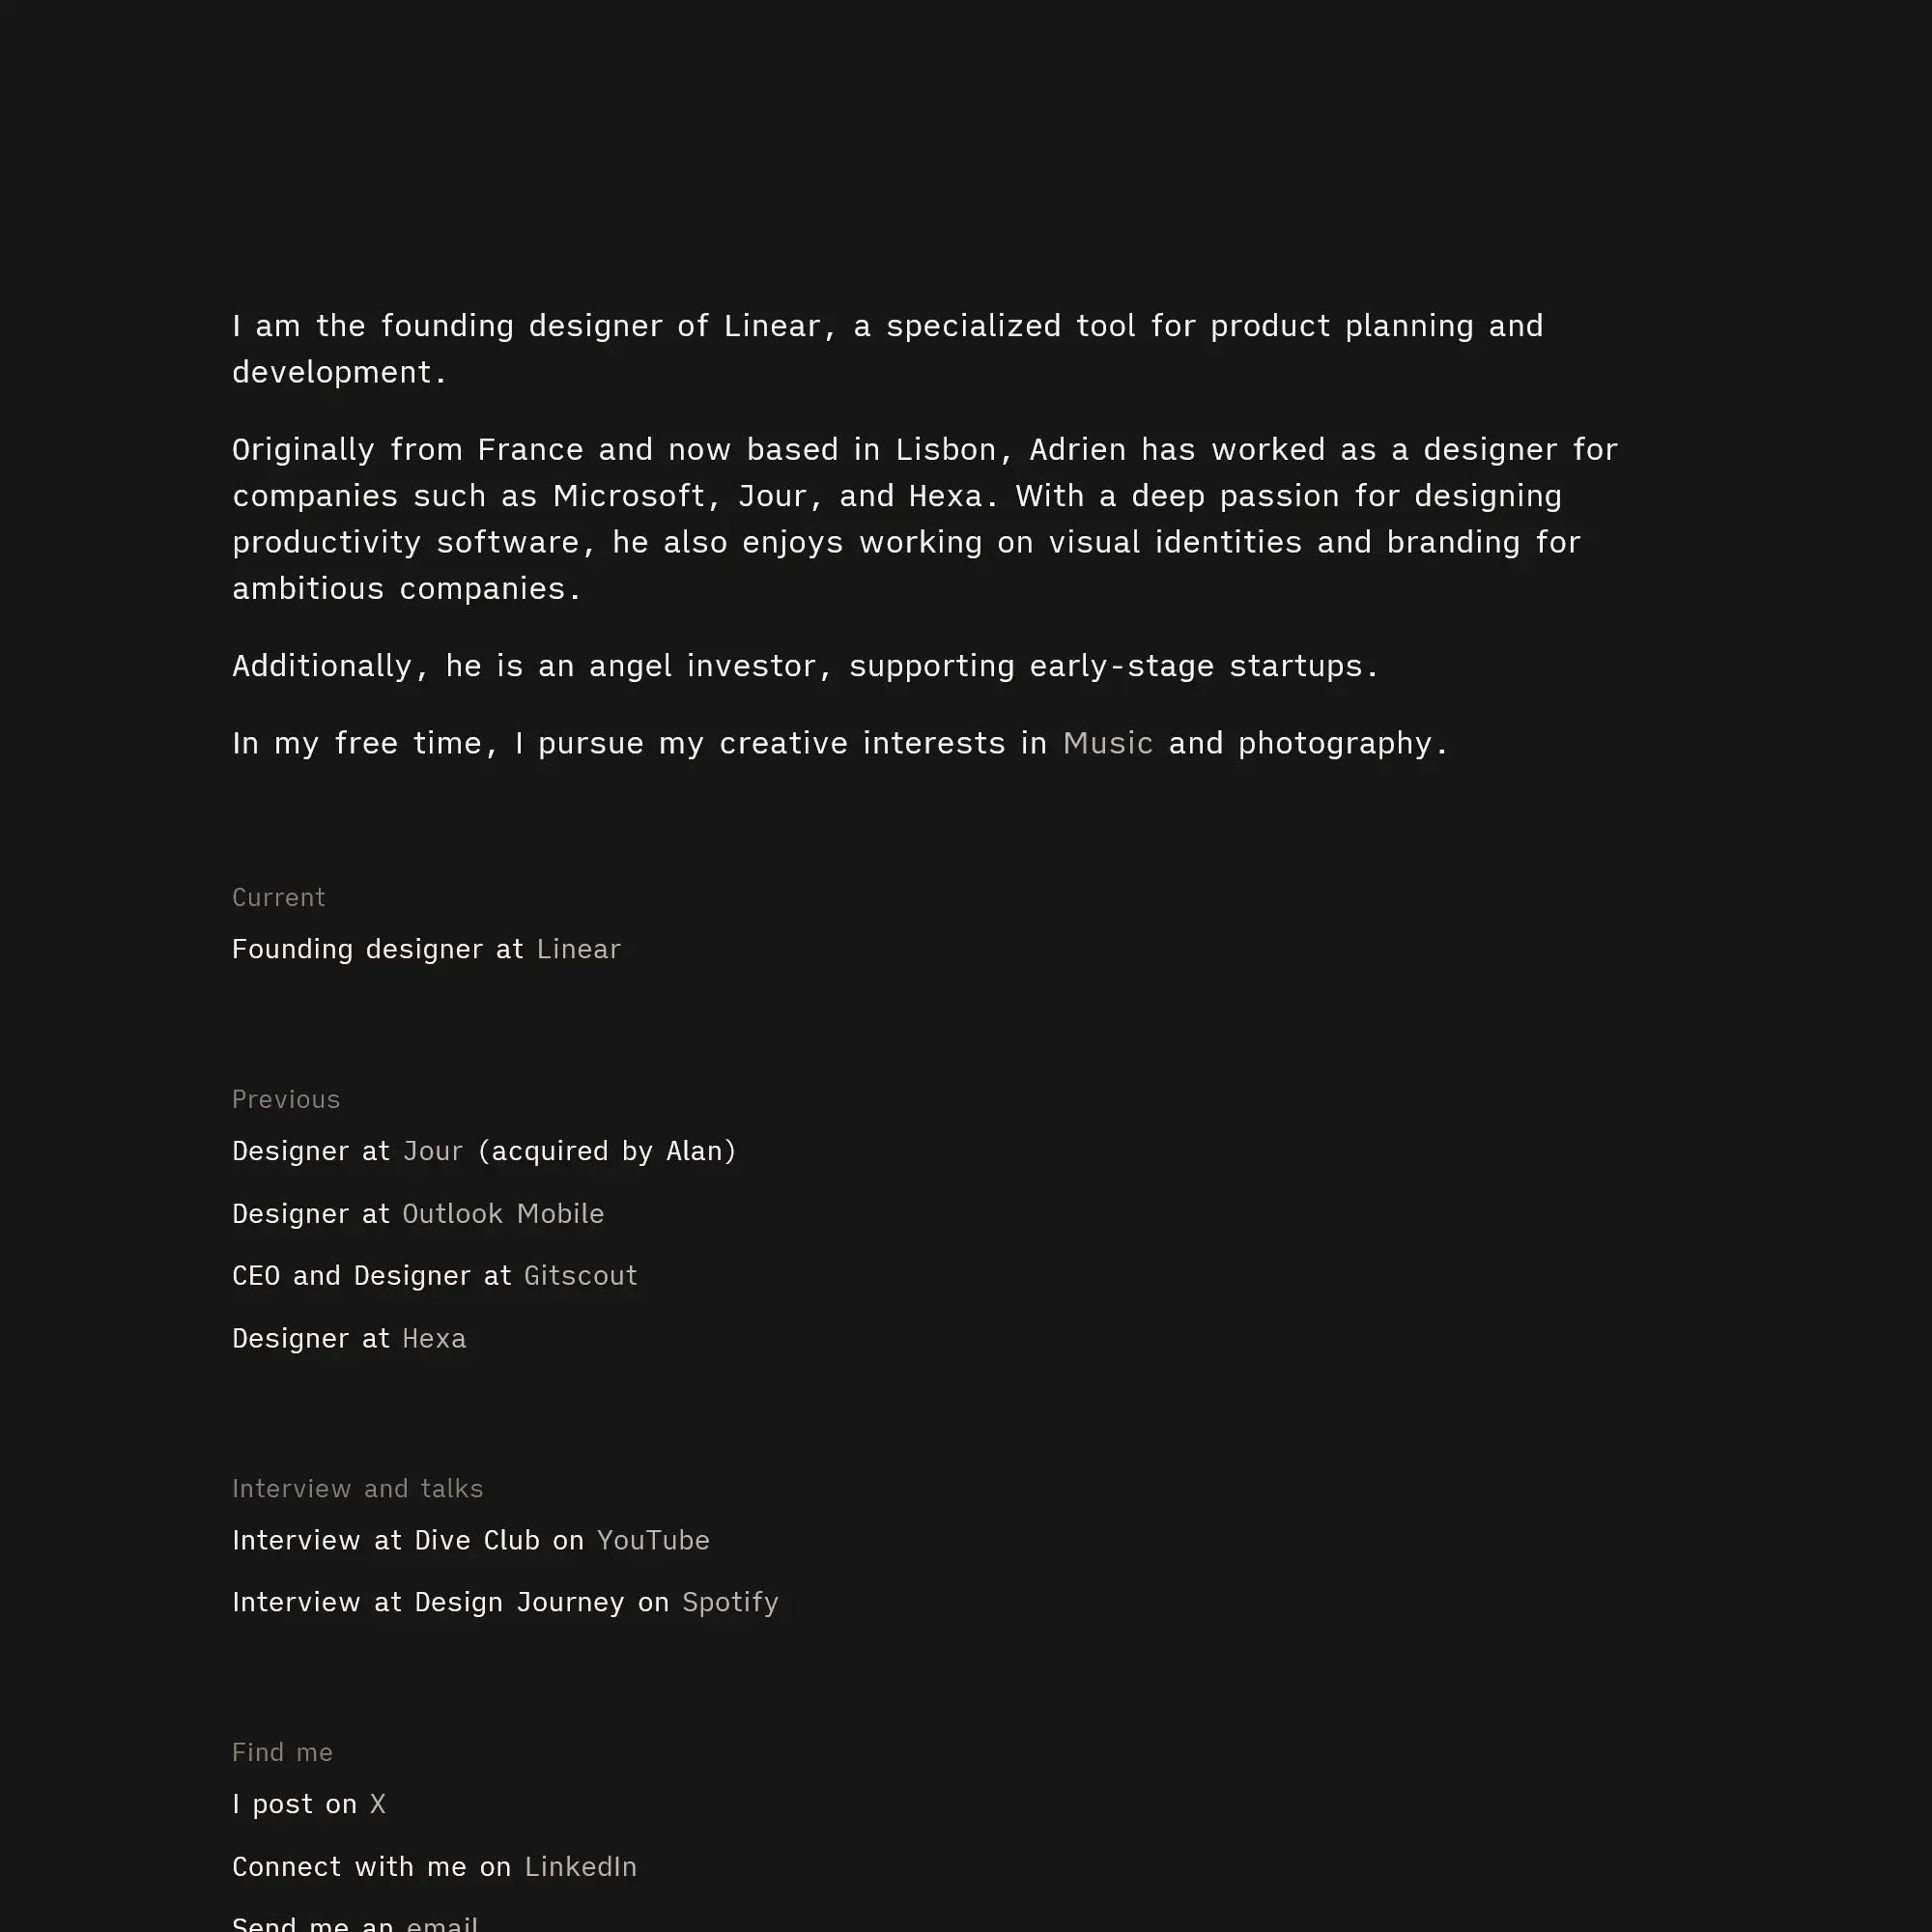 I am the founding designer of Linear, a specialized tool for product planning and
development.
Originally from France and now based in Lisbon, Adrien has worked as a designer for
companies such as Microsoft, Jour, and Hexa. With a deep passion for designing
productivity software, he also enjoys working on visual identities and branding for
ambitious companies.
Additionally, he is an angel investor, supporting early-stage startups.
In my free time, I pursue my creative interests in Music and photography.
Current
Founding designer at Linear
Previous
Designer at Jour (acquired by Alan)
Designer at Outlook Mobile
CEO and Designer at Gitscout
Designer at Hexa
Interview and talks
Interview at Dive Club on YouTube
Interview at Design Journey on Spotify
Find me
I post on X
Connect with me on LinkedIn
Send me an email